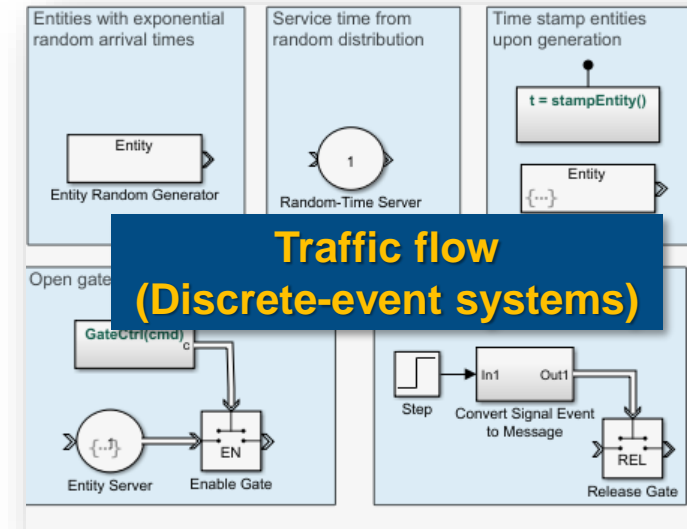 Entities with exponential
random arrival times
Entity
Entity Random Generator
Service time from
random distribution
1
Random-Time Server
Time stamp entities
upon generation
t = stampEntity()
Entity
{...}
Traffic flow
(Discrete-event systems)
Open gate
GateCtrl(cmd)
c
{...}
Entity Server
EN
Enable Gate
Step
In1 Out1
Convert Signal Event
to Message
REL
Release Gate